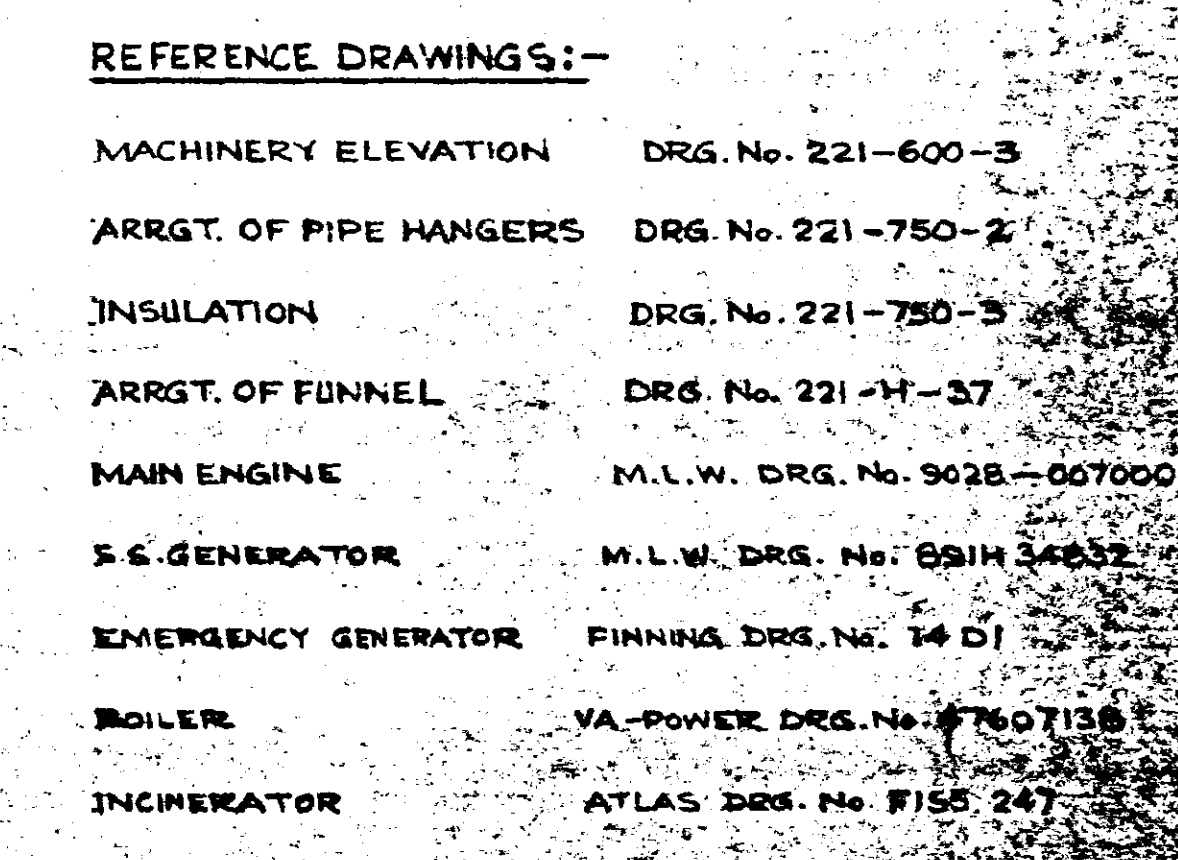 REFERENCE DRAWINGS:-
MACHINERY ELEVATION DRG. No. 221-600-3
ARRGT. OF PIPE HANGERS DRG. No. 221-750-2
INSULATION DRG. No. 221-750-3
ARRGT. OF FUNNEL DRG. No. 221-H-37
MAIN ENGINE M.L.W. DRG. No. 9028-007000
S.S. GENERATOR M.L.W. DRG. No.
EMERGENCY GENERATOR FINNING DRG. No. 14 D1
BOILER VA-POWER DRG. No.
INCINERATOR ATLAS DRG. No.